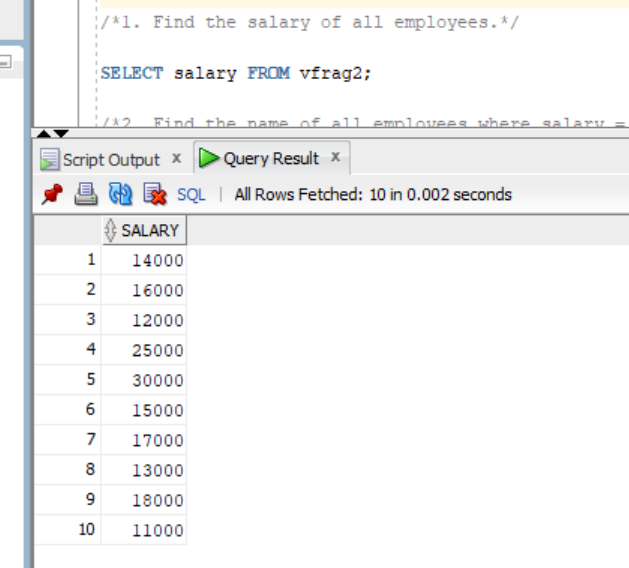 /*1. Find the salary of all employees.*/
SELECT salary FROM vfrag2;
/*2. Find the name of all employees where salary =
Script Output x
Query Result x
SQL | All Rows Fetched: 10 in 0.002 seconds
SALARY
1 14000
2 16000
3 12000
4 25000
5 30000
6 15000
7 17000
8 13000
9 18000
10 11000